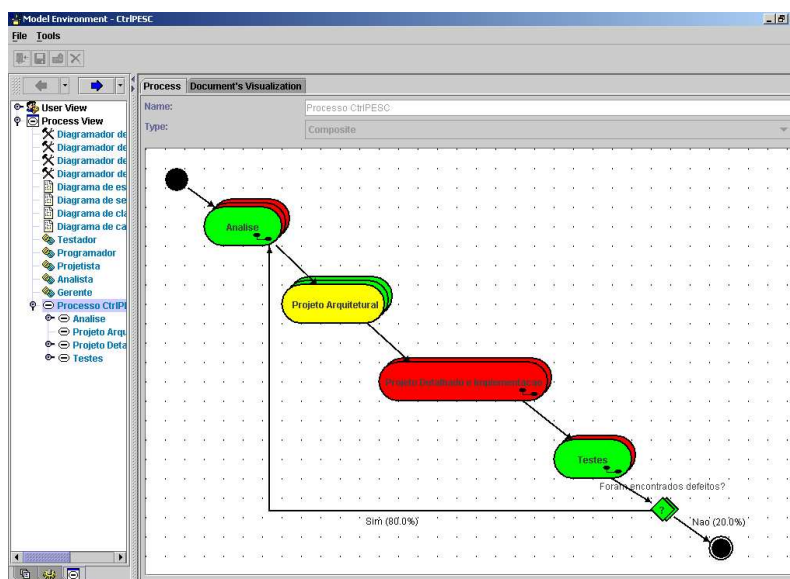 Model Environment - CtrlPESC
File Tools
Process Document's Visualization
User View
Process View
Diagramador de
Diagramador de
Diagramador de
Diagramador de
Diagrama de es
Diagrama de se
Diagrama de cla
Diagrama de ca
Testador
Programador
Projetista
Analista
Gerente
Processo CtrlPI
Analise
Projeto Arqu
Projeto Deta
Testes
Name: Processo CtrlPESC
Type: Composite
Analise
Projeto Arquitetural
Projeto Detalhado e Implementacao
Testes
Foram encontrados defeitos?
?
Sim (80.0%)
Nao (20.0%)